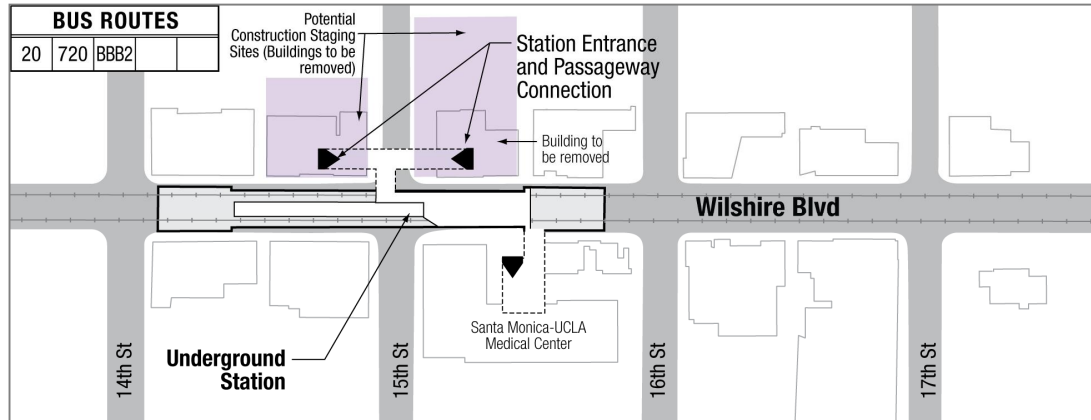 BUS ROUTES
20 720 BBB2
Potential
Construction Staging
Sites (Buildings to be
removed)
Station Entrance
and Passageway
Connection
Building to
be removed
Wilshire Blvd
Santa Monica-UCLA
Medical Center
Underground
Station
14th St
15th St
16th St
17th St